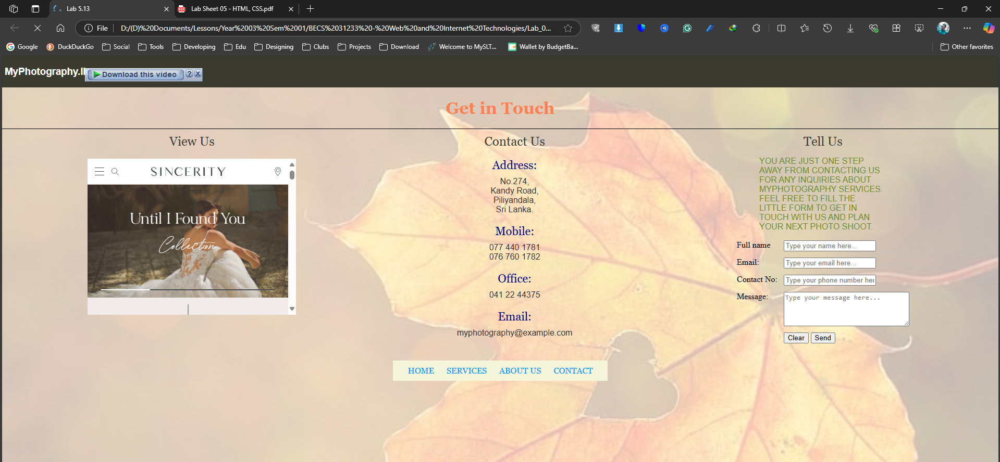 Lab 5.13
Lab Sheet 05 - HTML, CSS.pdf
File
D:/(D)%20Documents/Lessons/Year%2003%20Sem%2001/BECS%2031233%20-%20Web%20and%20Internet%20Technologies/Lab_0...
Google
DuckDuckGo
Social
Tools
Developing
Edu
Designing
Clubs
Projects
Download
Welcome to MySLT...
Wallet by BudgetBa...
Other favorites
MyPhotography.
Download this video
Get in Touch
View Us
SINCERITY
Until I Found You
Collection
Contact Us
Address:
No.274,
Kandy Road,
Piliyandala,
Sri Lanka.
Mobile:
077 440 1781
076 760 1782
Office:
041 22 44375
Email:
myphotography@example.com
Tell Us
YOU ARE JUST ONE STEP
AWAY FROM CONTACTING US
FOR ANY INQUIRIES ABOUT
MYPHOTOGRAPHY SERVICES.
FEEL FREE TO FILL THE
LITTLE FORM TO GET IN
TOUCH WITH US AND PLAN
YOUR NEXT PHOTO SHOOT.
Full name Type your name here...
Email: Type your email here...
Contact No: Type your phone number her
Message: Type your message here...
Clear Send
HOME SERVICES ABOUT US CONTACT